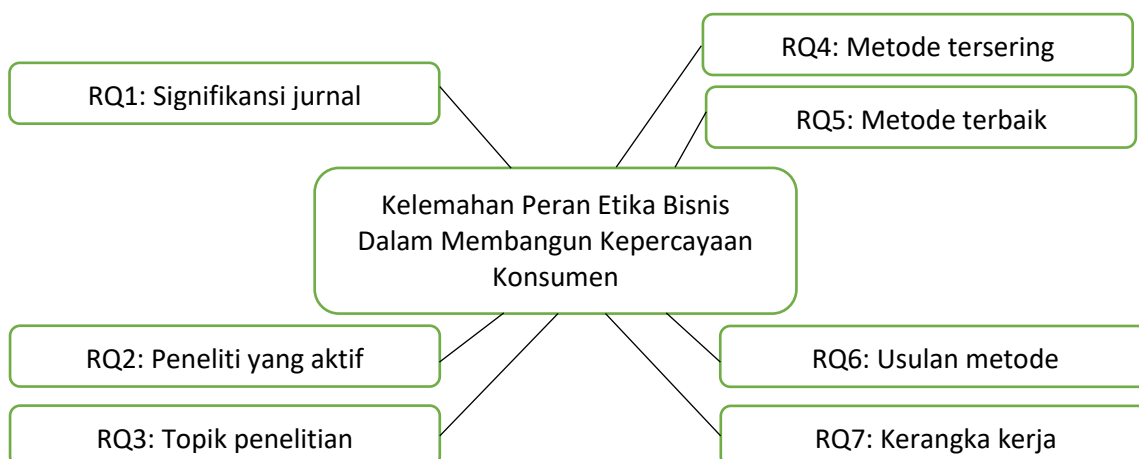 RQ1: Signifikansi jurnal
RQ4: Metode tersering
RQ5: Metode terbaik
Kelemahan Peran Etika Bisnis
Dalam Membangun Kepercayaan
Konsumen
RQ2: Peneliti yang aktif
RQ3: Topik penelitian
RQ6: Usulan metode
RQ7: Kerangka kerja